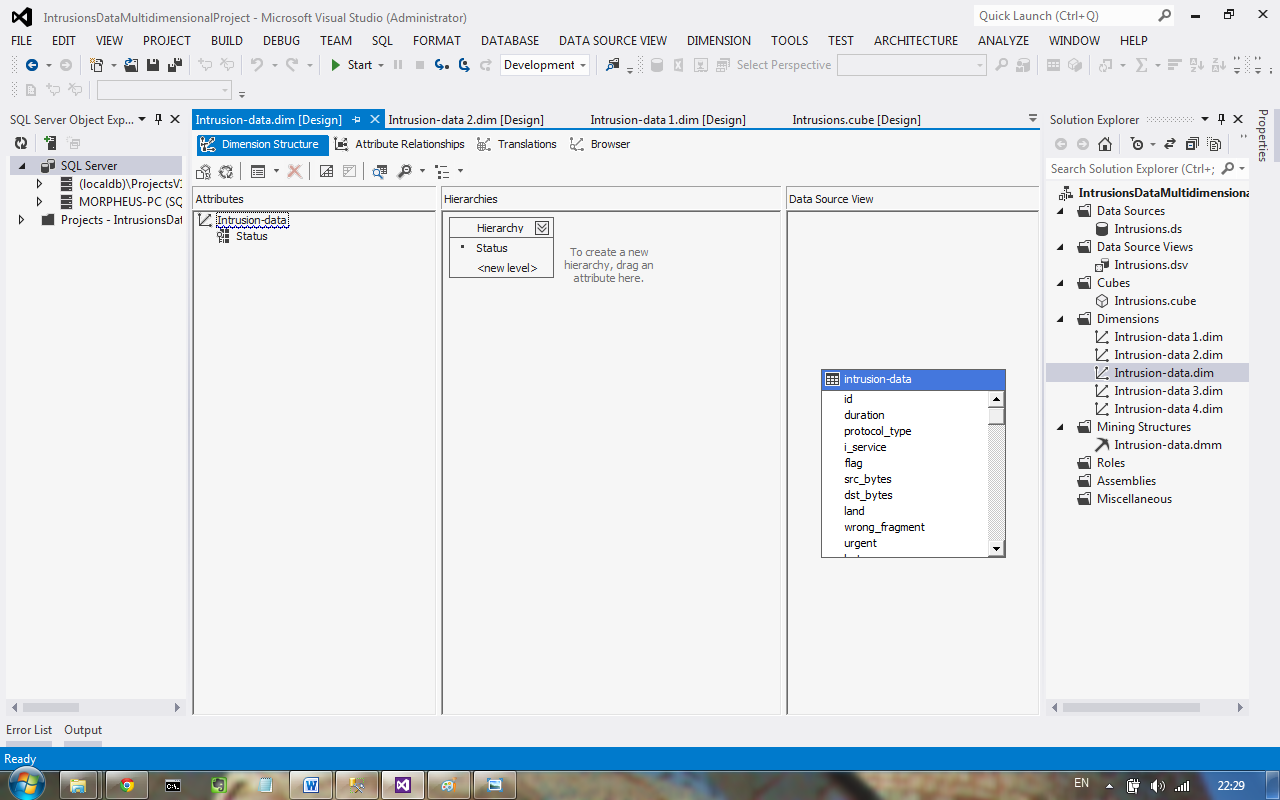 IntrusionsDataMultidimensionalProject - Microsoft Visual Studio (Administrator)
Quick Launch (Ctrl+Q)
FILE EDIT VIEW PROJECT BUILD DEBUG TEAM SQL FORMAT DATABASE DATA SOURCE VIEW DIMENSION TOOLS TEST ARCHITECTURE ANALYZE WINDOW HELP
Start Development Select Perspective
SQL Server Object Exp...
SQL Server
(localdb)\ProjectsV
MORPHEUS-PC (SQ
Projects - IntrusionsDat
Intrusion-data.dim [Design] Intrusion-data 2.dim [Design] Intrusion-data 1.dim [Design] Intrusions.cube [Design]
Dimension Structure Attribute Relationships Translations Browser
Attributes
Intrusion-data
Status
Hierarchies
Hierarchy
Status
<new level>
To create a new
hierarchy, drag an
attribute here.
Data Source View
intrusion-data
id
duration
protocol_type
i_service
flag
src_bytes
dst_bytes
land
wrong_fragment
urgent
Solution Explorer
Search Solution Explorer (Ctrl+;
IntrusionsDataMultidimensiona
Data Sources
Intrusions.ds
Data Source Views
Intrusions.dsv
Cubes
Intrusions.cube
Dimensions
Intrusion-data 1.dim
Intrusion-data 2.dim
Intrusion-data.dim
Intrusion-data 3.dim
Intrusion-data 4.dim
Mining Structures
Intrusion-data.dmm
Roles
Assemblies
Miscellaneous
Properties
Error List Output
Ready
EN 22:29